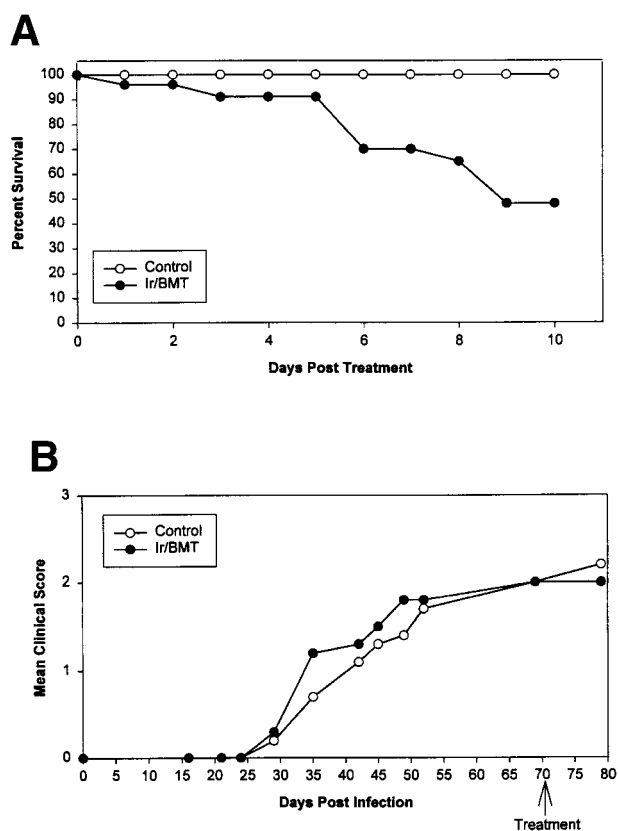 A
100
90
80
70
60
50
40
30
20
10
0
Percent Survival
Control
Ir/BMT
0 2 4 6 8 10
Days Post Treatment
B
3
2
1
0
Mean Clinical Score
Control
Ir/BMT
0 5 10 15 20 25 30 35 40 45 50 55 60 65 70 75 80
Days Post Infection
Treatment